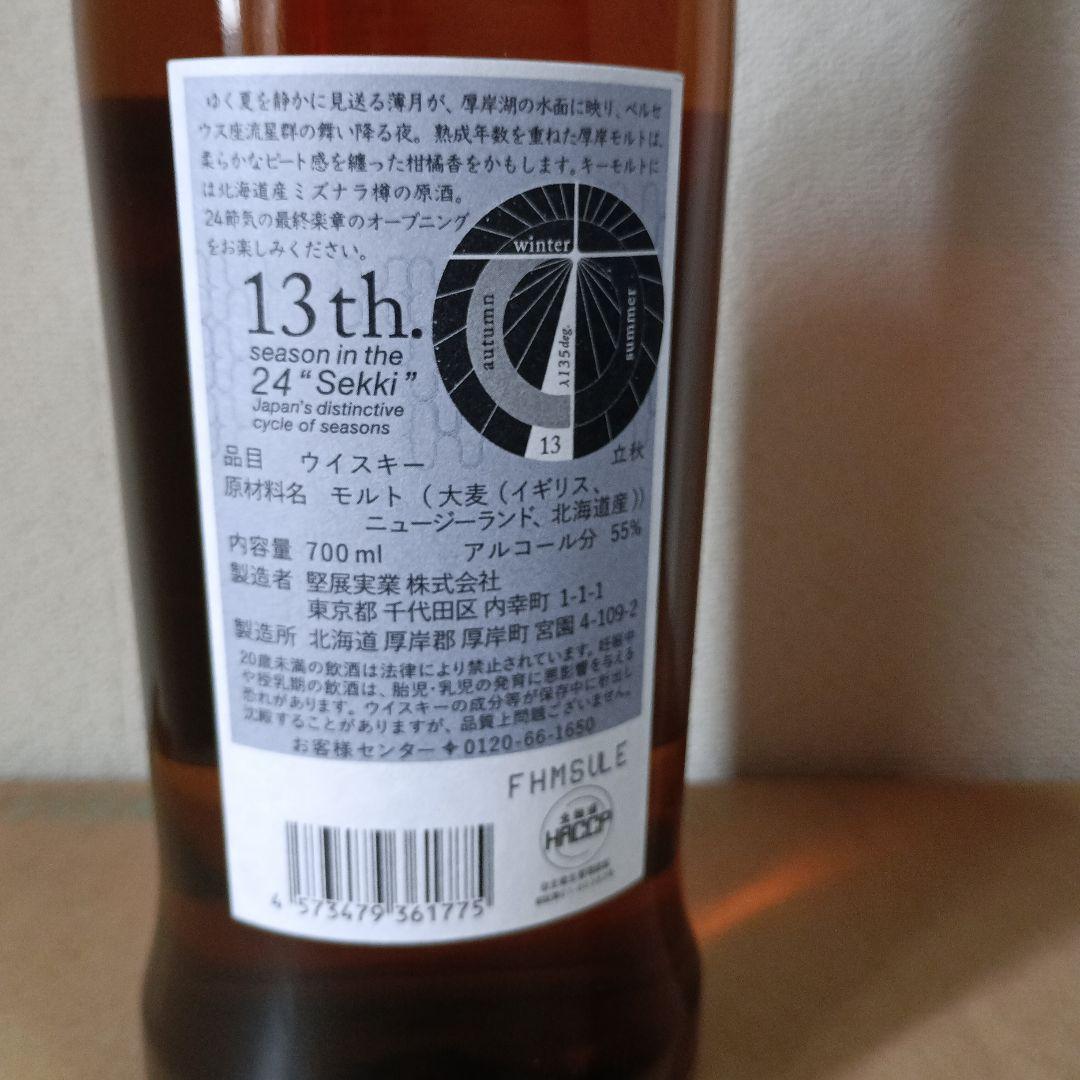 ゆく夏を静かに見送る薄月が、厚岸湖の水面に映り、ペルセ
ウス座流星群の舞い降る夜。熟成年数を重ねた厚岸モルトは、
柔らかなピート感を纏った柑橘香をかもします。キーモルトに
は北海道産ミズナラ樽の原酒。
24節気の最終楽章のオープニング
をお楽しみください。
winter
autumn
summer
λ135deg.
13
立秋
13th.
season in the
24 “Sekki”
Japan's distinctive
cycle of seasons
品目 ウイスキー
原材料名 モルト（大麦（イギリス、
ニュージーランド、北海道産））
内容量 700ml アルコール分 55%
製造者 堅展実業 株式会社
東京都 千代田区 内幸町 1-1-1
製造所 北海道 厚岸郡 厚岸町 宮園 4-109-2
20歳未満の飲酒は法律により禁止されています。妊娠中
や授乳期の飲酒は、胎児・乳児の発育に悪影響を与える
恐れがあります。ウイスキーの成分等が保存中に析出し
沈殿することがありますが、品質上問題ございません。
お客様センター 0120-66-1650
FHMSULE
北海道
HACCP
4 573479 361775